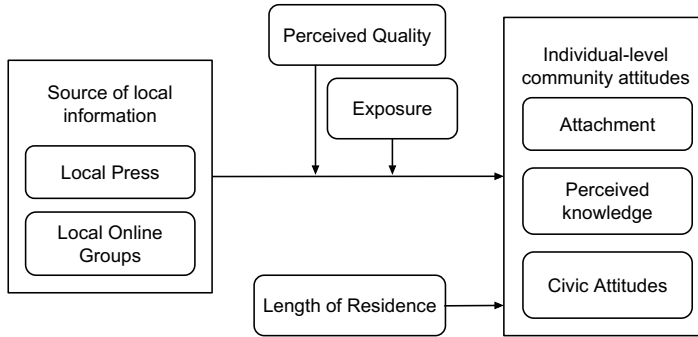 Perceived Quality
Source of local
information
Exposure
Individual-level
community attitudes
Local Press
Local Online
Groups
Attachment
Perceived
knowledge
Civic Attitudes
Length of Residence